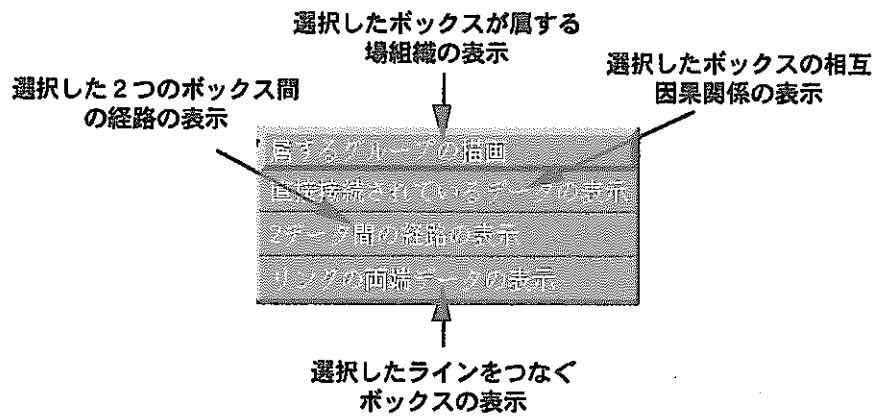 選択したボックスが属する
場組織の表示
選択した2つのボックス間
の経路の表示
選択したボックスの相互
因果関係の表示
属するグループの描画
直接接続されているデータの表示
2データ間の経路の表示
リンクの両端データの表示
選択したラインをつなぐ
ボックスの表示